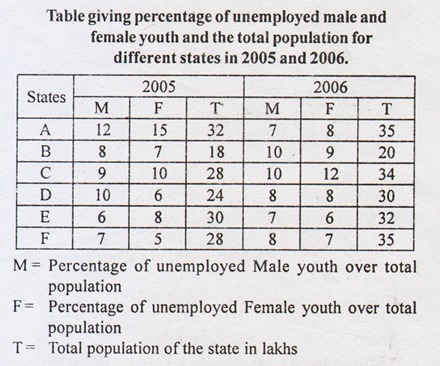 Table giving percentage of unemployed male and
female youth and the total population for
different states in 2005 and 2006.
States 2005 2006
M F T M F T
A 12 15 32 7 8 35
B 8 7 18 10 9 20
C 9 10 28 10 12 34
D 10 6 24 8 8 30
E 6 8 30 7 6 32
F 7 5 28 8 7 35
M = Percentage of unemployed Male youth over total
population
F = Percentage of unemployed Female youth over total
population
T = Total population of the state in lakhs